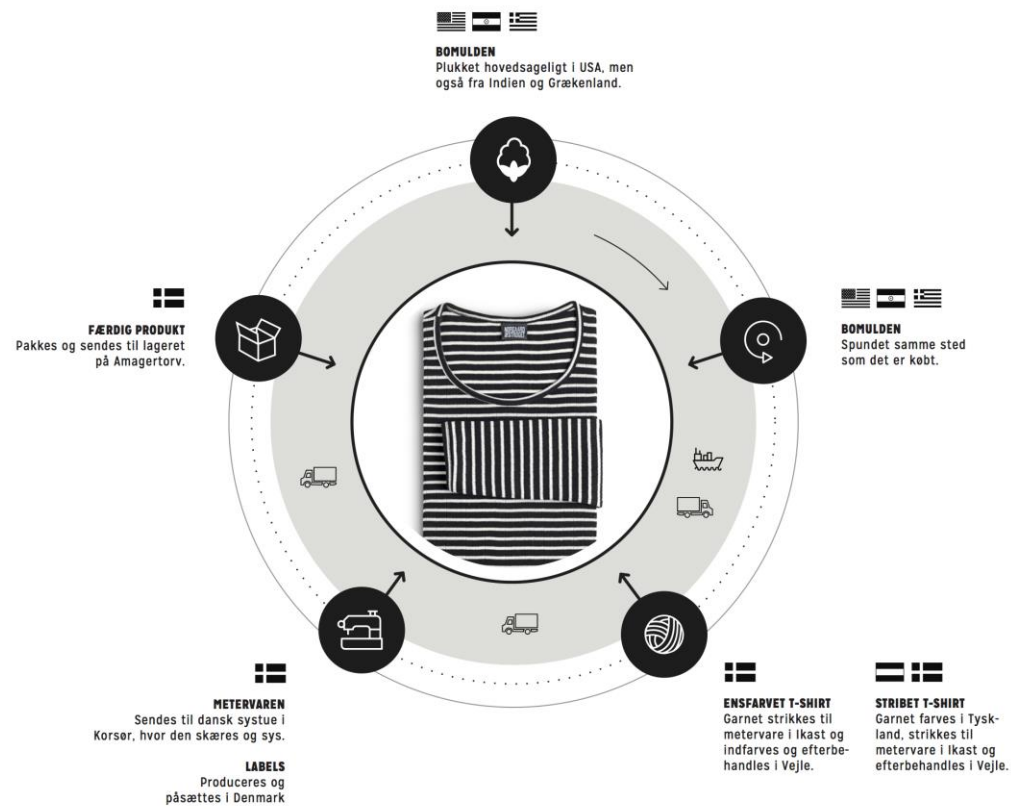 BOMULDEN
Plukket hovedsageligt i USA, men
også fra Indien og Grækenland.
BOMULDEN
Spundet samme sted
som det er købt.
ENSFARVET T-SHIRT
Garnet strikkes til
metervare i Ikast og
indfarves og efterbe-
handles i Vejle.
STRIBET T-SHIRT
Garnet farves i Tysk-
land, strikkes til
metervare i Ikast og
efterbehandles i Vejle.
METERVAREN
Sendes til dansk systue i
Korsør, hvor den skæres og sys.
LABELS
Produceres og
påsættes i Denmark
FÆRDIG PRODUKT
Pakkes og sendes til lageret
på Amagertorv.